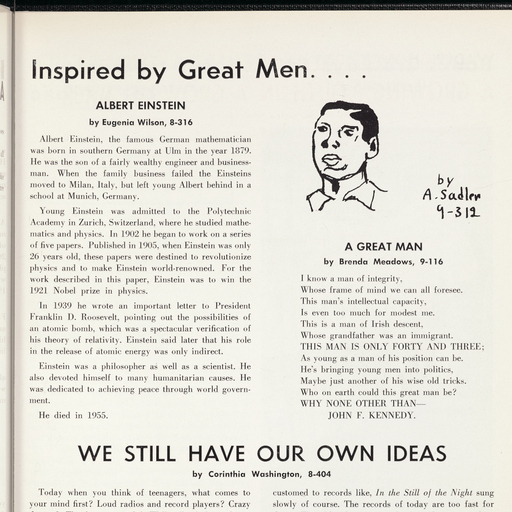 Inspired by Great Men. . . .
ALBERT EINSTEIN
by Eugenia Wilson, 8-316
Albert Einstein, the famous German mathematician
was born in southern Germany at Ulm in the year 1879.
He was the son of a fairly wealthy engineer and business-
man. When the family business failed the Einsteins
moved to Milan, Italy, but left young Albert behind in a
school at Munich, Germany.
Young Einstein was admitted to the Polytechnic
Academy in Zurich, Switzerland, where he studied mathe-
matics and physics. In 1902 he began to work on a series
of five papers. Published in 1905, when Einstein was only
26 years old, these papers were destined to revolutionize
physics and to make Einstein world-renowned. For the
work described in this paper, Einstein was to win the
1921 Nobel prize in physics.
In 1939 he wrote an important letter to President
Franklin D. Roosevelt, pointing out the possibilities of
an atomic bomb, which was a spectacular verification of
his theory of relativity. Einstein said later that his role
in the release of atomic energy was only indirect.
Einstein was a philosopher as well as a scientist. He
also devoted himself to many humanitarian causes. He
was dedicated to achieving peace through world govern-
ment.
He died in 1955.
by
A. Sadler
9-312
A GREAT MAN
by Brenda Meadows, 9-116
I know a man of integrity,
Whose frame of mind we can all foresee.
This man's intellectual capacity,
Is even too much for modest me.
This is a man of Irish descent,
Whose grandfather was an immigrant.
THIS MAN IS ONLY FORTY AND THREE;
As young as a man of his position can be.
He's bringing young men into politics,
Maybe just another of his wise old tricks.
Who on earth could this great man be?
WHY NONE OTHER THAN—
JOHN F. KENNEDY.
WE STILL HAVE OUR OWN IDEAS
by Corinthia Washington, 8-404
Today when you think of teenagers, what comes to
your mind first? Loud radios and record players? Crazy
customed to records like, In the Still of the Night sung
slowly of course. The records of today are too fast for